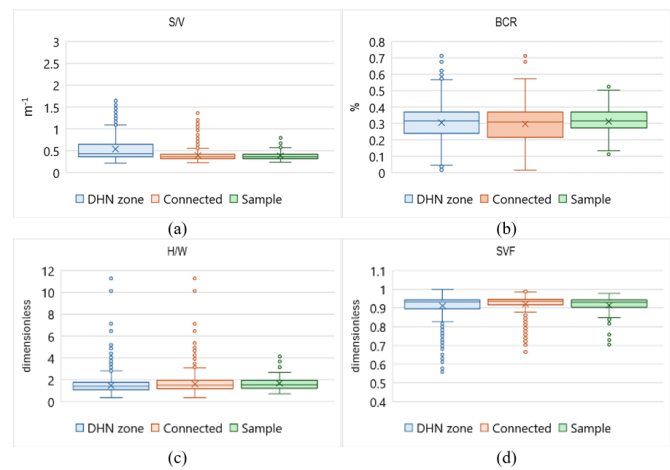 S/V
3
2.5
2
1.5
1
0.5
0
m⁻¹
DHN zone Connected Sample
(a)
BCR
0.8
0.7
0.6
0.5
0.4
0.3
0.2
0.1
0
%
DHN zone Connected Sample
(b)
H/W
12
10
8
6
4
2
0
dimensionless
DHN zone Connected Sample
(c)
SVF
1.1
1
0.9
0.8
0.7
0.6
0.5
0.4
dimensionless
DHN zone Connected Sample
(d)